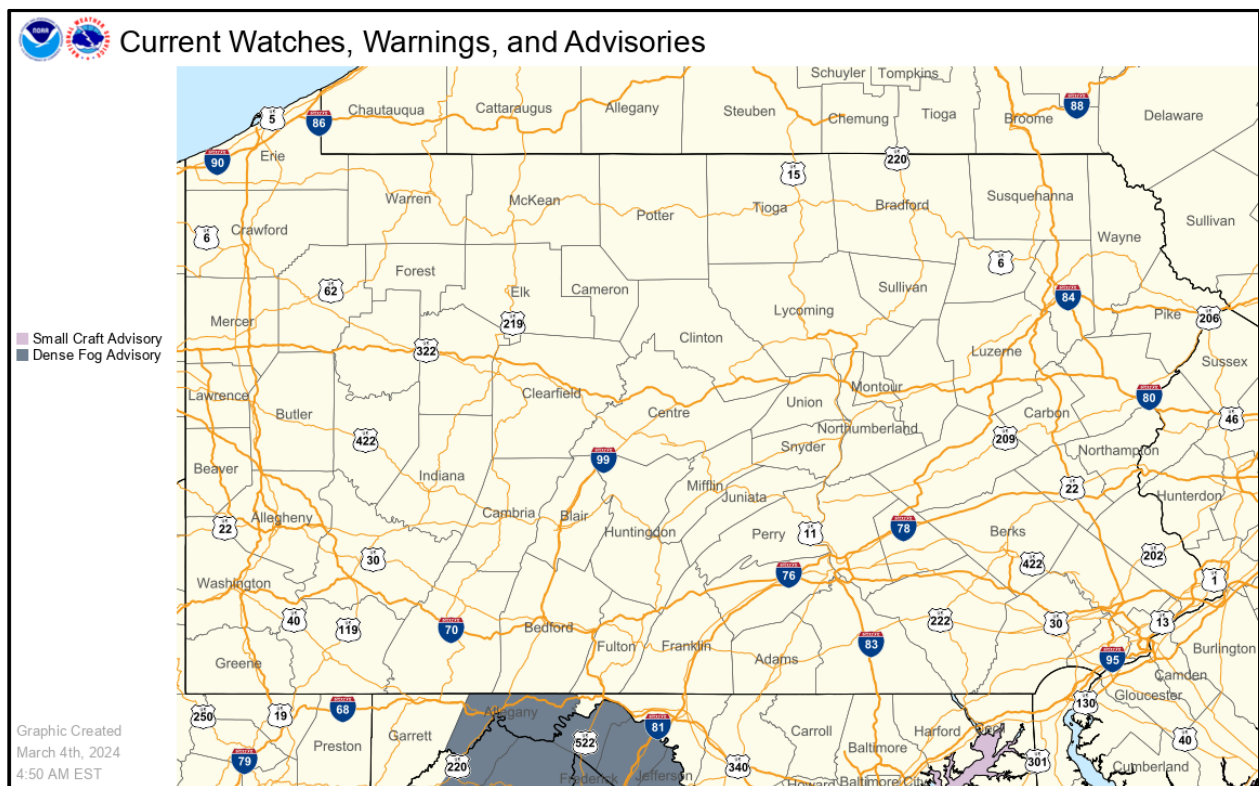 NOAA
Current Watches, Warnings, and Advisories
Small Craft Advisory
Dense Fog Advisory
Schuyler Tompkins
Chautauqua Cattaraugus Allegany Steuben Chemung Tioga Broome Delaware
5 86 88
90 Erie
15 220
Warren McKean Potter Tioga Bradford Susquehanna
6 Crawford Wayne Sullivan
Forest 6
62 Elk Cameron Sullivan
84
Mercer 219 Lycoming Pike 206
322 Clinton Luzerne Sussex
Lawrence Clearfield Montour 80
Butler Centre Union Carbon 46
422 Northumberland 209
Snyder Northampton
Beaver Indiana 99 Mifflin 22
Juniata Hunterdon
22 Allegheny Cambria Blair Huntingdon Perry 11 78 Berks
30 422 202
Washington 76 1
40 119 70 Bedford 222 30 13
Fulton Franklin 83
Greene Adams 95 Burlington
Camden
Gloucester
250 19 68 Allegany 81 130
Garrett 522 Carroll Harford Cecil 40
Preston Baltimore
79 220 340 301 Cumberland
Frederick Jefferson Howard Baltimore City
Graphic Created
March 4th, 2024
4:50 AM EST